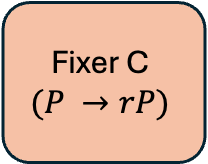 Fixer C
(P → rP)